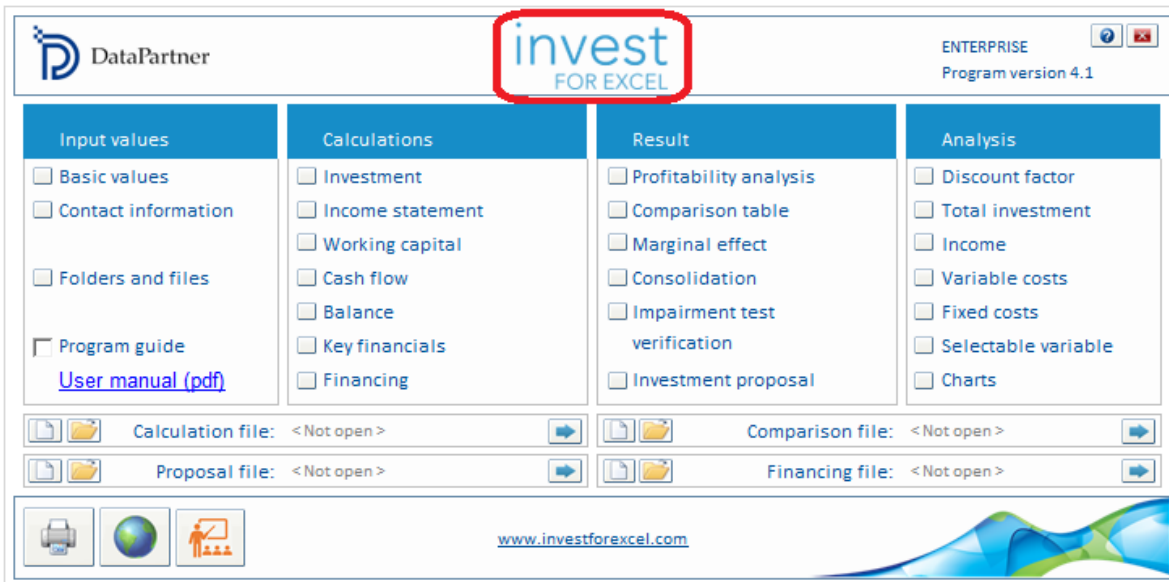 DataPartner
invest
FOR EXCEL
ENTERPRISE
Program version 4.1
Input values
Basic values
Contact information
Folders and files
Program guide
User manual (pdf)
Calculations
Investment
Income statement
Working capital
Cash flow
Balance
Key financials
Financing
Result
Profitability analysis
Comparison table
Marginal effect
Consolidation
Impairment test
verification
Investment proposal
Analysis
Discount factor
Total investment
Income
Variable costs
Fixed costs
Selectable variable
Charts
Calculation file: <Not open>
Comparison file: <Not open>
Proposal file: <Not open>
Financing file: <Not open>
www.investforexcel.com